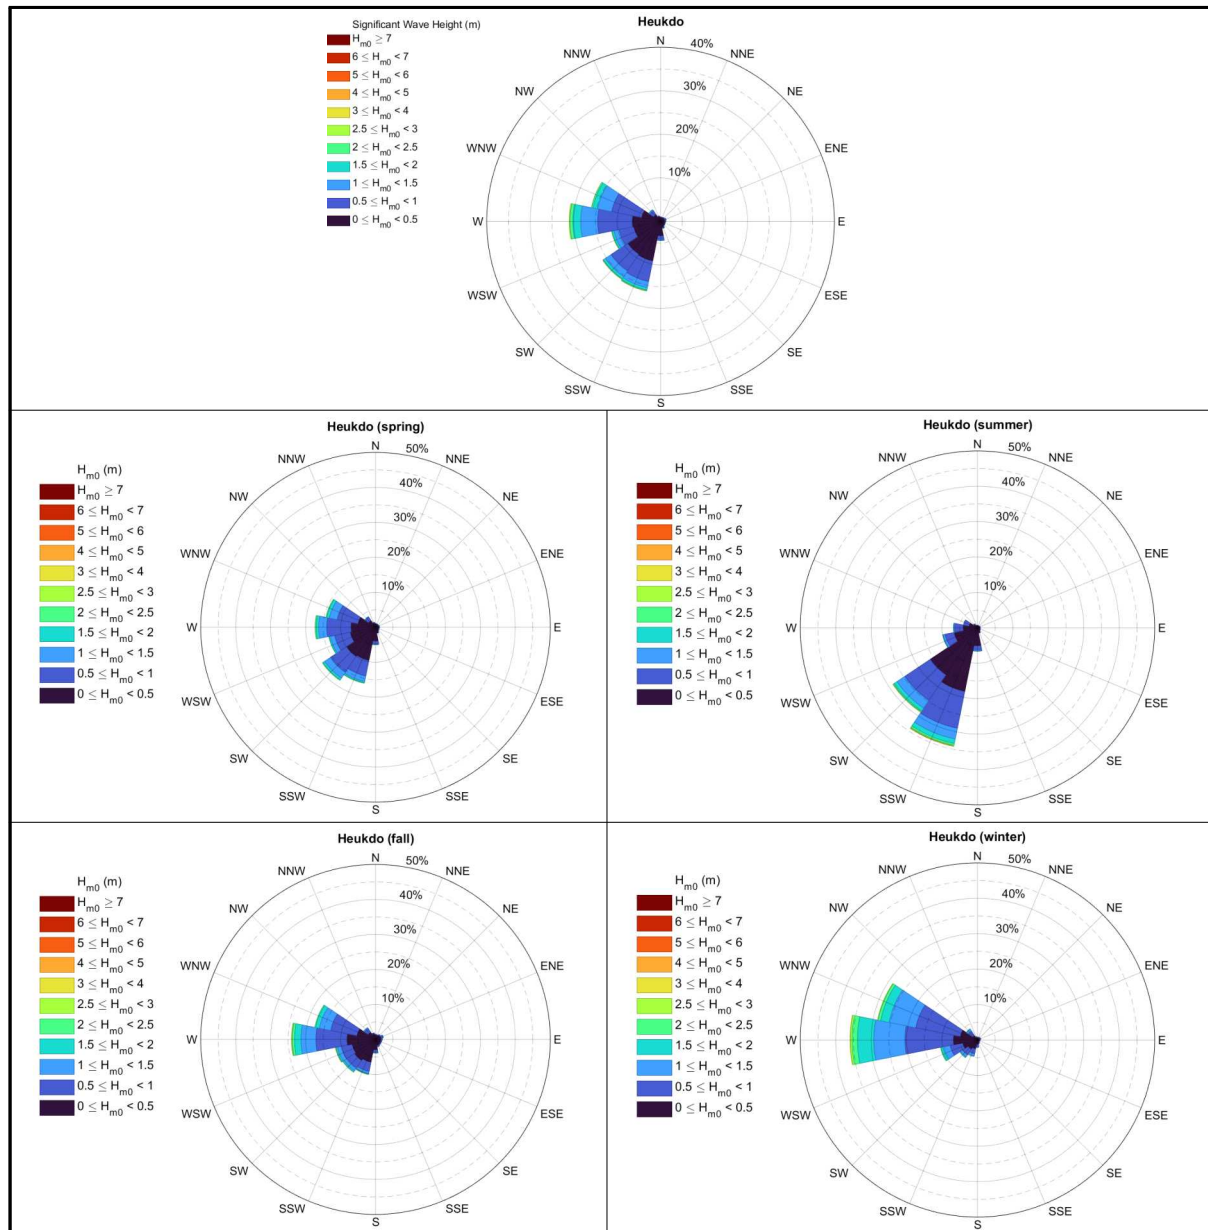 Significant Wave Height (m)
H_m0 ≥ 7
6 ≤ H_m0 < 7
5 ≤ H_m0 < 6
4 ≤ H_m0 < 5
3 ≤ H_m0 < 4
2.5 ≤ H_m0 < 3
2 ≤ H_m0 < 2.5
1.5 ≤ H_m0 < 2
1 ≤ H_m0 < 1.5
0.5 ≤ H_m0 < 1
0 ≤ H_m0 < 0.5
Heukdo
N
40%
NNW
NNE
30%
NW
NE
20%
WNW
ENE
10%
W
E
WSW
ESE
SW
SE
SSW
SSE
S
Heukdo (spring)
H_m0 (m)
H_m0 ≥ 7
6 ≤ H_m0 < 7
5 ≤ H_m0 < 6
4 ≤ H_m0 < 5
3 ≤ H_m0 < 4
2.5 ≤ H_m0 < 3
2 ≤ H_m0 < 2.5
1.5 ≤ H_m0 < 2
1 ≤ H_m0 < 1.5
0.5 ≤ H_m0 < 1
0 ≤ H_m0 < 0.5
N
50%
NNW
NNE
40%
NW
NE
30%
WNW
ENE
20%
10%
W
E
WSW
ESE
SW
SE
SSW
SSE
S
Heukdo (summer)
H_m0 (m)
H_m0 ≥ 7
6 ≤ H_m0 < 7
5 ≤ H_m0 < 6
4 ≤ H_m0 < 5
3 ≤ H_m0 < 4
2.5 ≤ H_m0 < 3
2 ≤ H_m0 < 2.5
1.5 ≤ H_m0 < 2
1 ≤ H_m0 < 1.5
0.5 ≤ H_m0 < 1
0 ≤ H_m0 < 0.5
N
50%
NNW
NNE
40%
NW
NE
30%
WNW
ENE
20%
10%
W
E
WSW
ESE
SW
SE
SSW
SSE
S
Heukdo (fall)
H_m0 (m)
H_m0 ≥ 7
6 ≤ H_m0 < 7
5 ≤ H_m0 < 6
4 ≤ H_m0 < 5
3 ≤ H_m0 < 4
2.5 ≤ H_m0 < 3
2 ≤ H_m0 < 2.5
1.5 ≤ H_m0 < 2
1 ≤ H_m0 < 1.5
0.5 ≤ H_m0 < 1
0 ≤ H_m0 < 0.5
N
50%
NNW
NNE
40%
NW
NE
30%
WNW
ENE
20%
10%
W
E
WSW
ESE
SW
SE
SSW
SSE
S
Heukdo (winter)
H_m0 (m)
H_m0 ≥ 7
6 ≤ H_m0 < 7
5 ≤ H_m0 < 6
4 ≤ H_m0 < 5
3 ≤ H_m0 < 4
2.5 ≤ H_m0 < 3
2 ≤ H_m0 < 2.5
1.5 ≤ H_m0 < 2
1 ≤ H_m0 < 1.5
0.5 ≤ H_m0 < 1
0 ≤ H_m0 < 0.5
N
50%
NNW
NNE
40%
NW
NE
30%
WNW
ENE
20%
10%
W
E
WSW
ESE
SW
SE
SSW
SSE
S